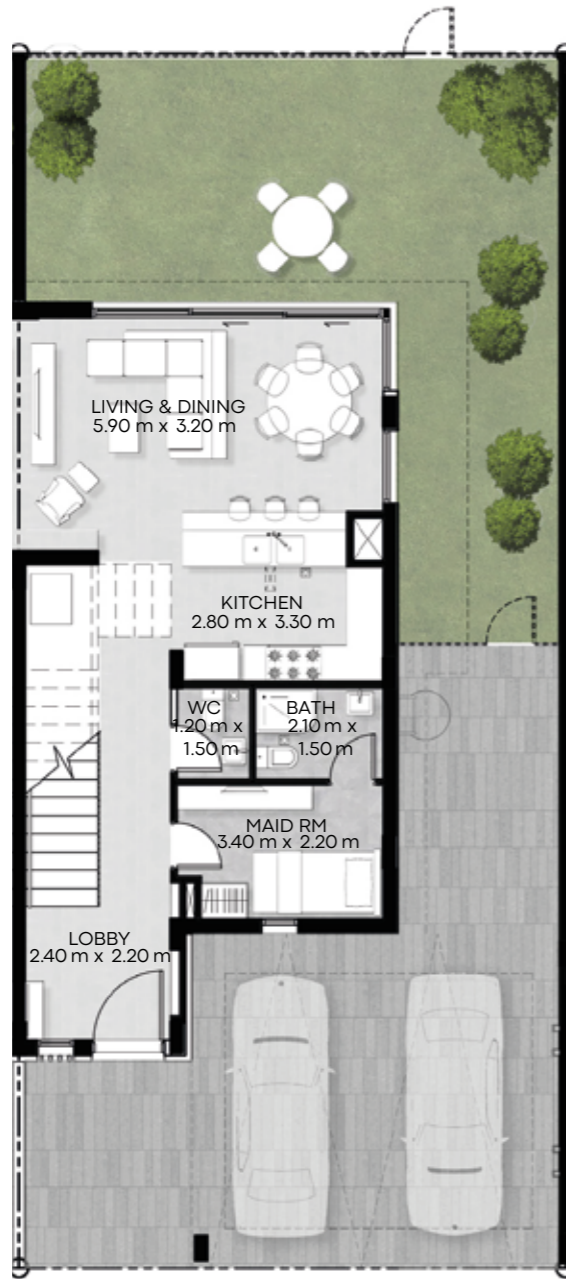 LIVING & DINING
5.90 m x 3.20 m
KITCHEN
2.80 m x 3.30 m
WC
1.20 m x
1.50 m
BATH
2.10 m x
1.50 m
MAID RM
3.40 m x 2.20 m
LOBBY
2.40 m x 2.20 m